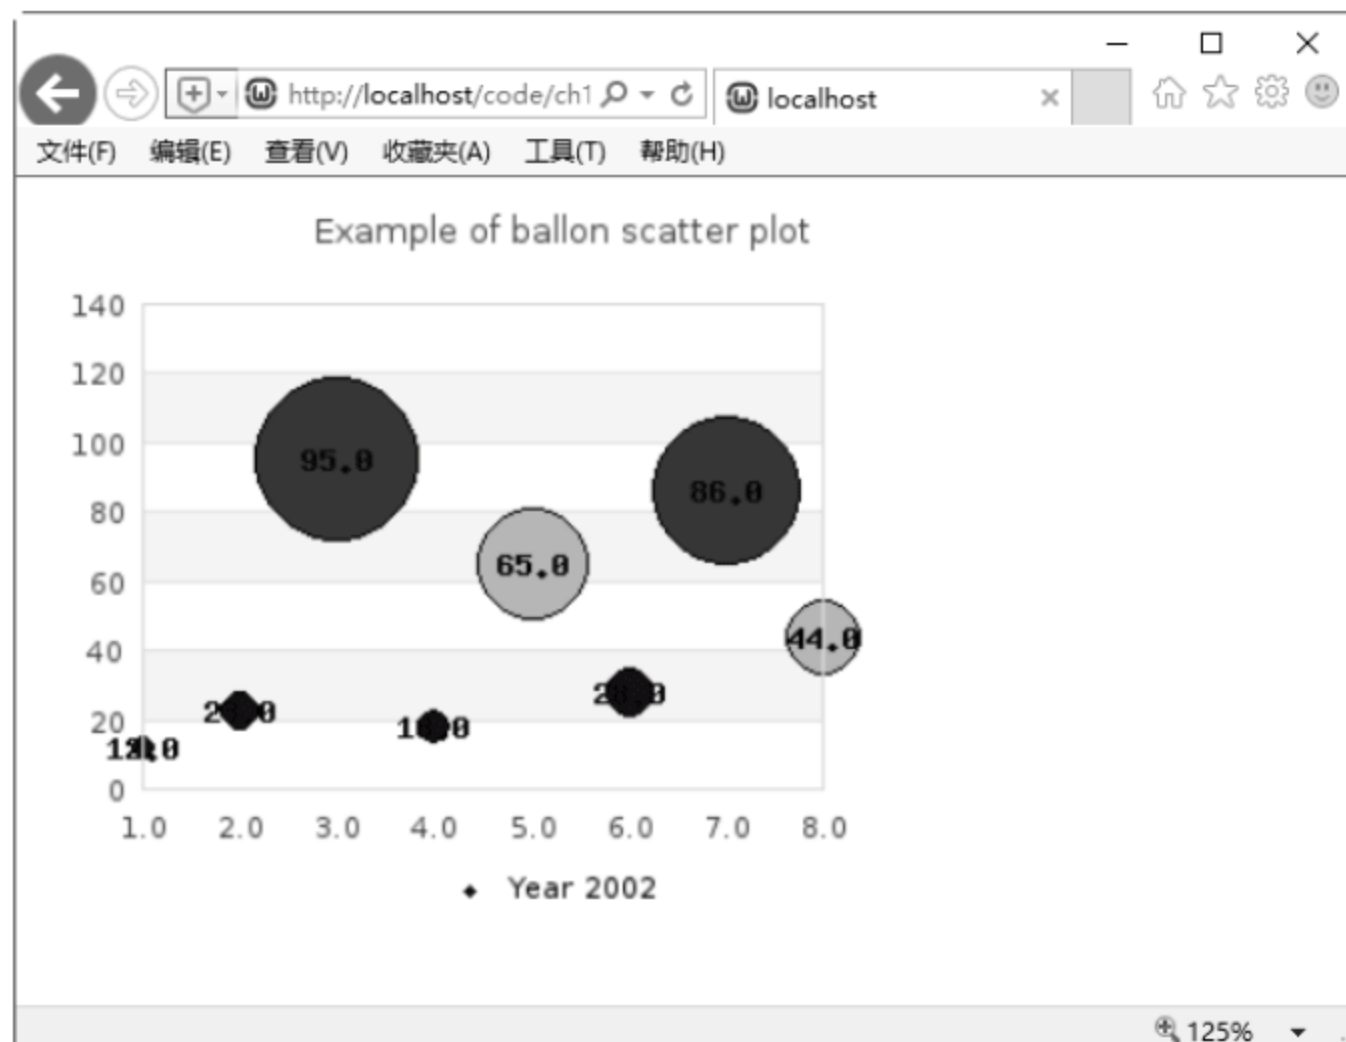 http://localhost/code/ch1
localhost
文件(F) 编辑(E) 查看(V) 收藏夹(A) 工具(T) 帮助(H)
Example of ballon scatter plot
140
120
100
80
60
40
20
0
95.0
86.0
65.0
44.0
1.0 2.0 3.0 4.0 5.0 6.0 7.0 8.0
Year 2002
125%